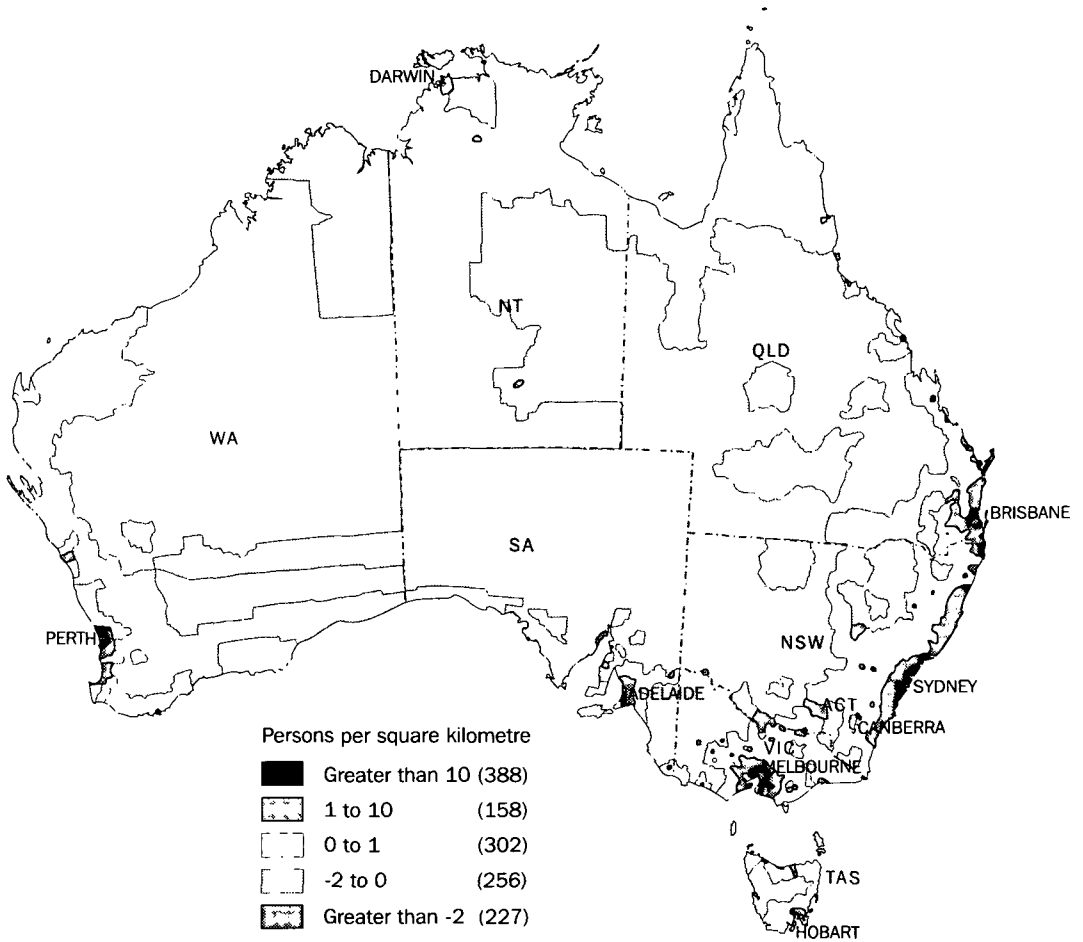 DARWIN
NT
QLD
WA
BRISBANE
SA
PERTH
NSW
SYDNEY
ADELAIDE
ACT
CANBERRA
VIC
MELBOURNE
TAS
HOBART
Persons per square kilometre
Greater than 10 (388)
1 to 10 (158)
0 to 1 (302)
-2 to 0 (256)
Greater than -2 (227)